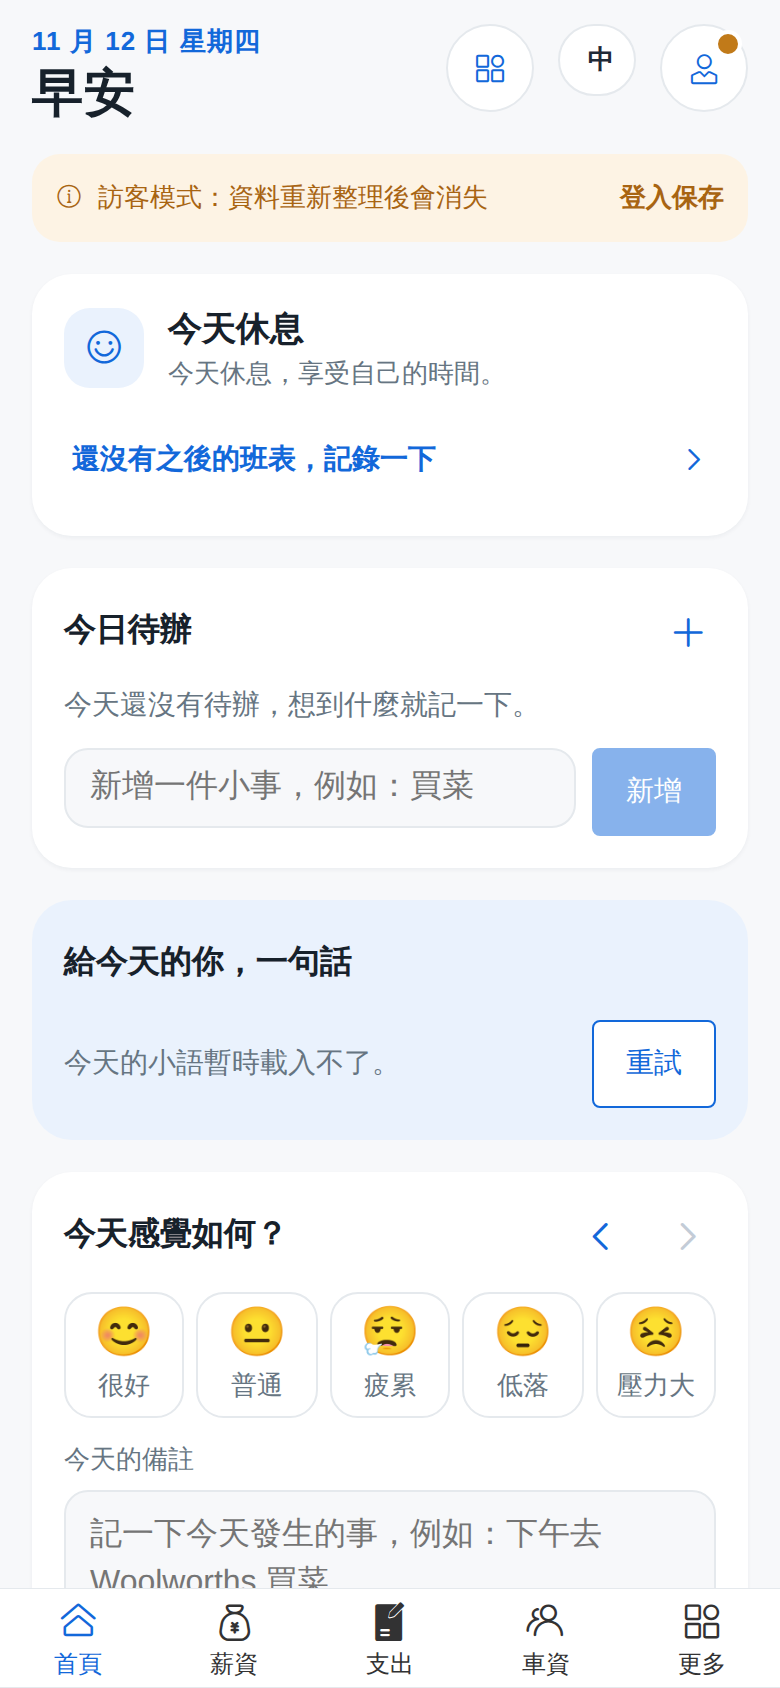 11 月 12 日 星期四
早安
中
訪客模式：資料重新整理後會消失
登入保存
今天休息
今天休息，享受自己的時間。
還沒有之後的班表，記錄一下
今日待辦
今天還沒有待辦，想到什麼就記一下。
新增一件小事，例如：買菜
新增
給今天的你，一句話
今天的小語暫時載入不了。
重試
今天感覺如何？
很好
普通
疲累
低落
壓力大
今天的備註
記一下今天發生的事，例如：下午去
Woolworths 買菜
首頁
薪資
支出
車資
更多